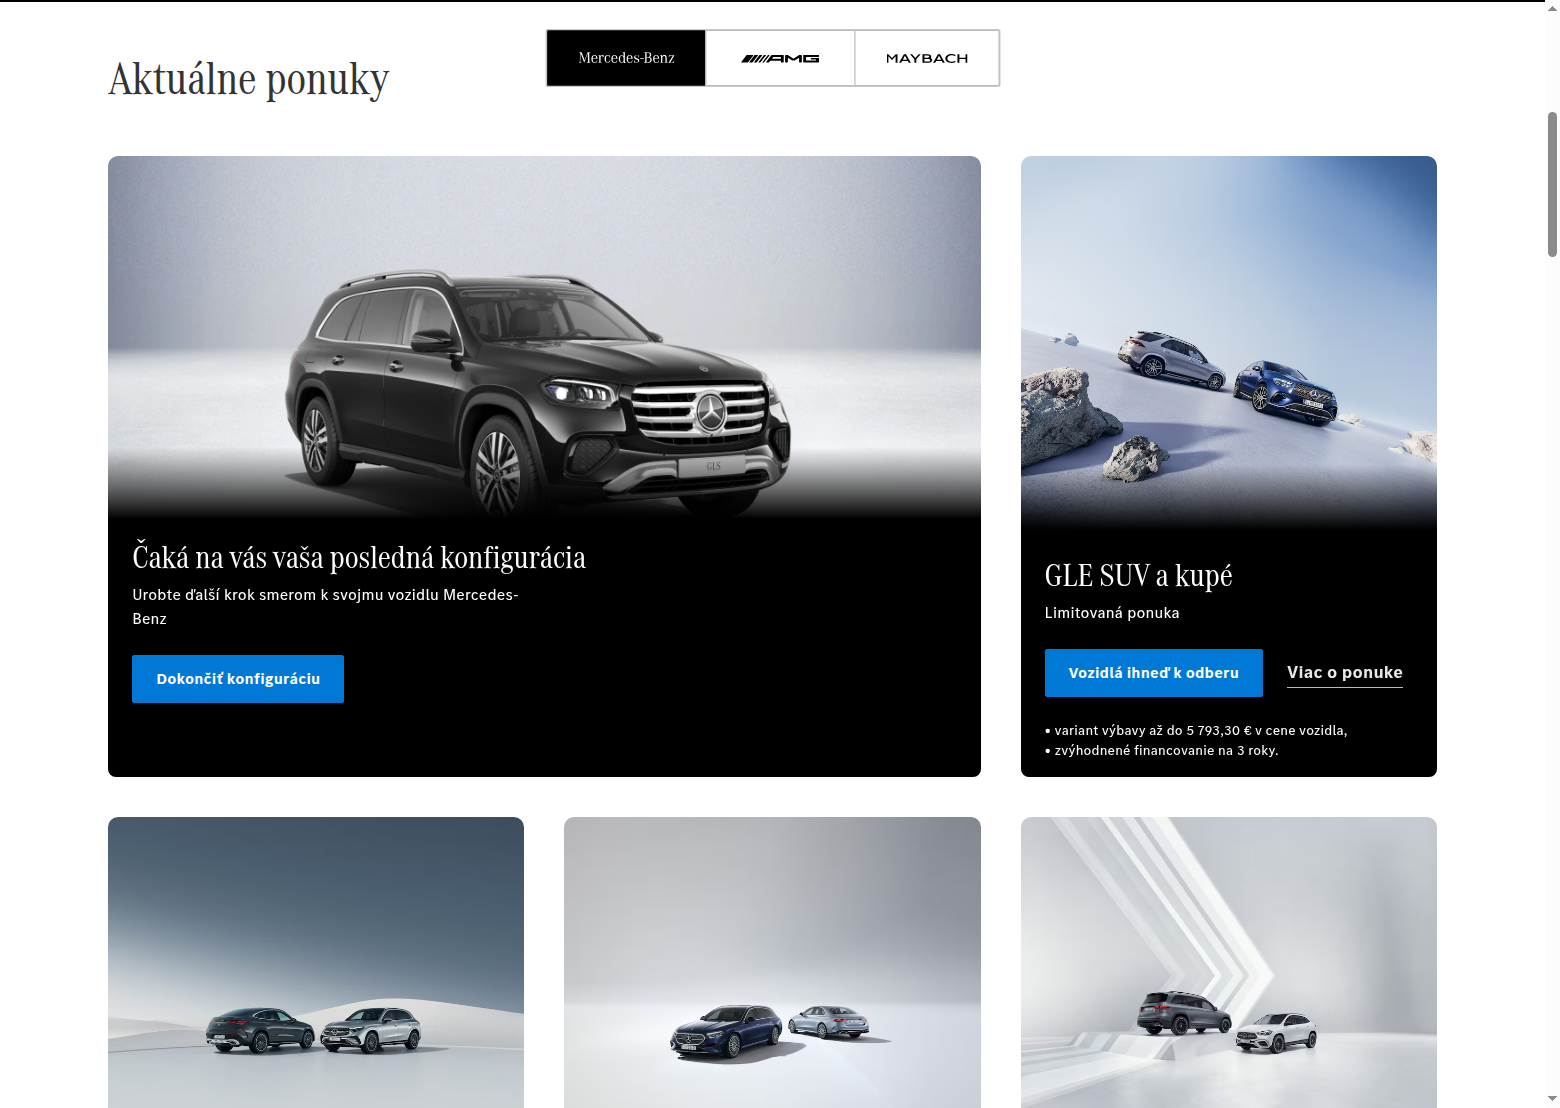 Aktuálne ponuky
Mercedes-Benz
AMG
MAYBACH
GLS
Čaká na vás vaša posledná konfigurácia
Urobte ďalší krok smerom k svojmu vozidlu Mercedes-
Benz
Dokončiť konfiguráciu
GLE SUV a kupé
Limitovaná ponuka
Vozidlá ihneď k odberu
Viac o ponuke
• variant výbavy až do 5 793,30 € v cene vozidla,
• zvýhodnené financovanie na 3 roky.